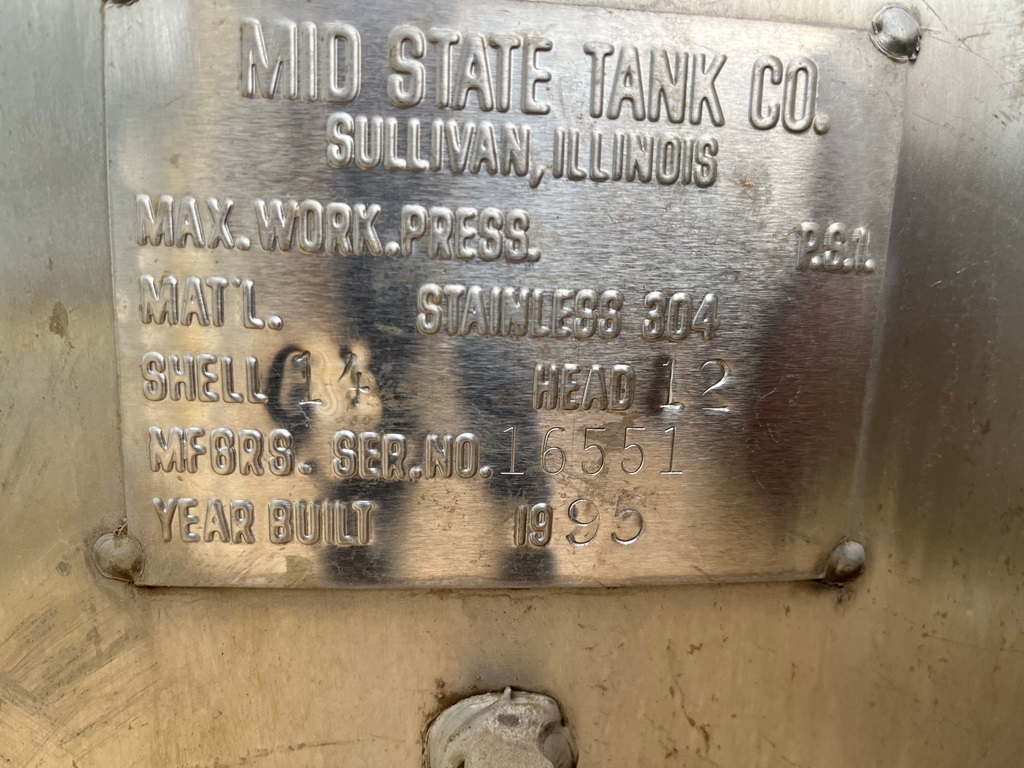 MID STATE TANK CO.
SULLIVAN, ILLINOIS
MAX. WORK. PRESS. P.S.I.
MAT'L. STAINLESS 304
SHELL 14 HEAD 12
MFGRS. SER. NO. 16551
YEAR BUILT 1995